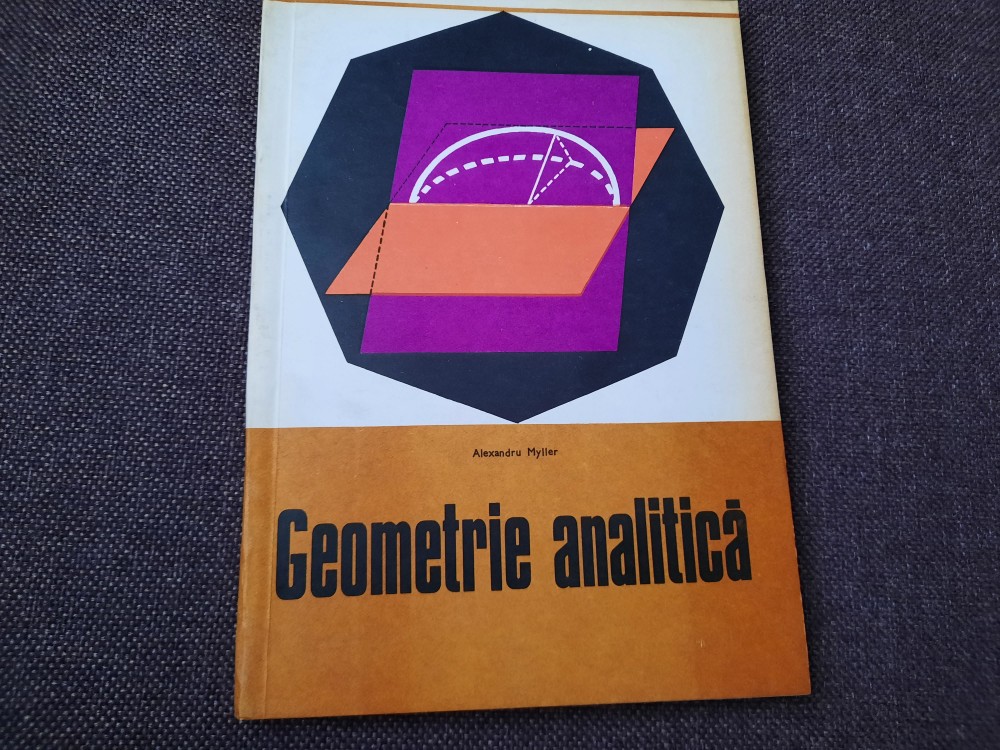 Alexandru Myller
Geometrie analitică